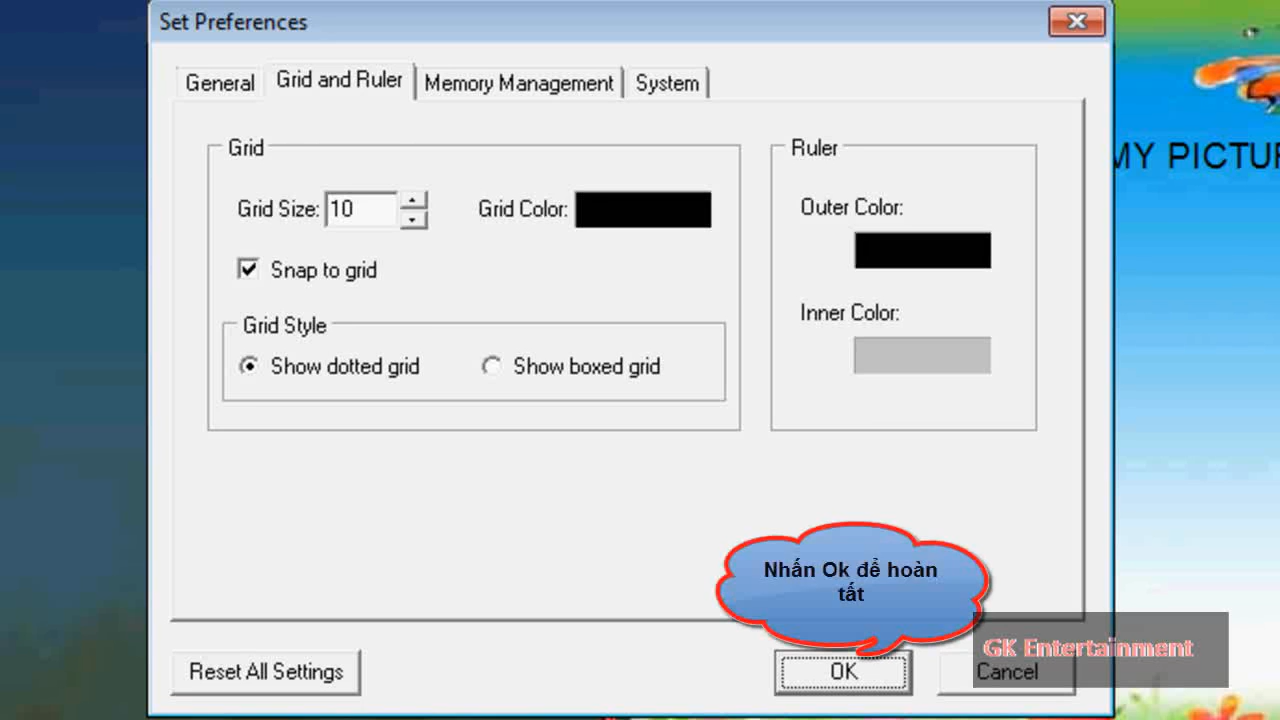 Set Preferences
General
Grid and Ruler
Memory Management
System
Grid
Grid Size: 10
Grid Color:
Snap to grid
Grid Style
Show dotted grid
Show boxed grid
Ruler
Outer Color:
Inner Color:
MY PICTU
Nhấn Ok để hoàn
tất
GK Entertainment
Reset All Settings
OK
Cancel